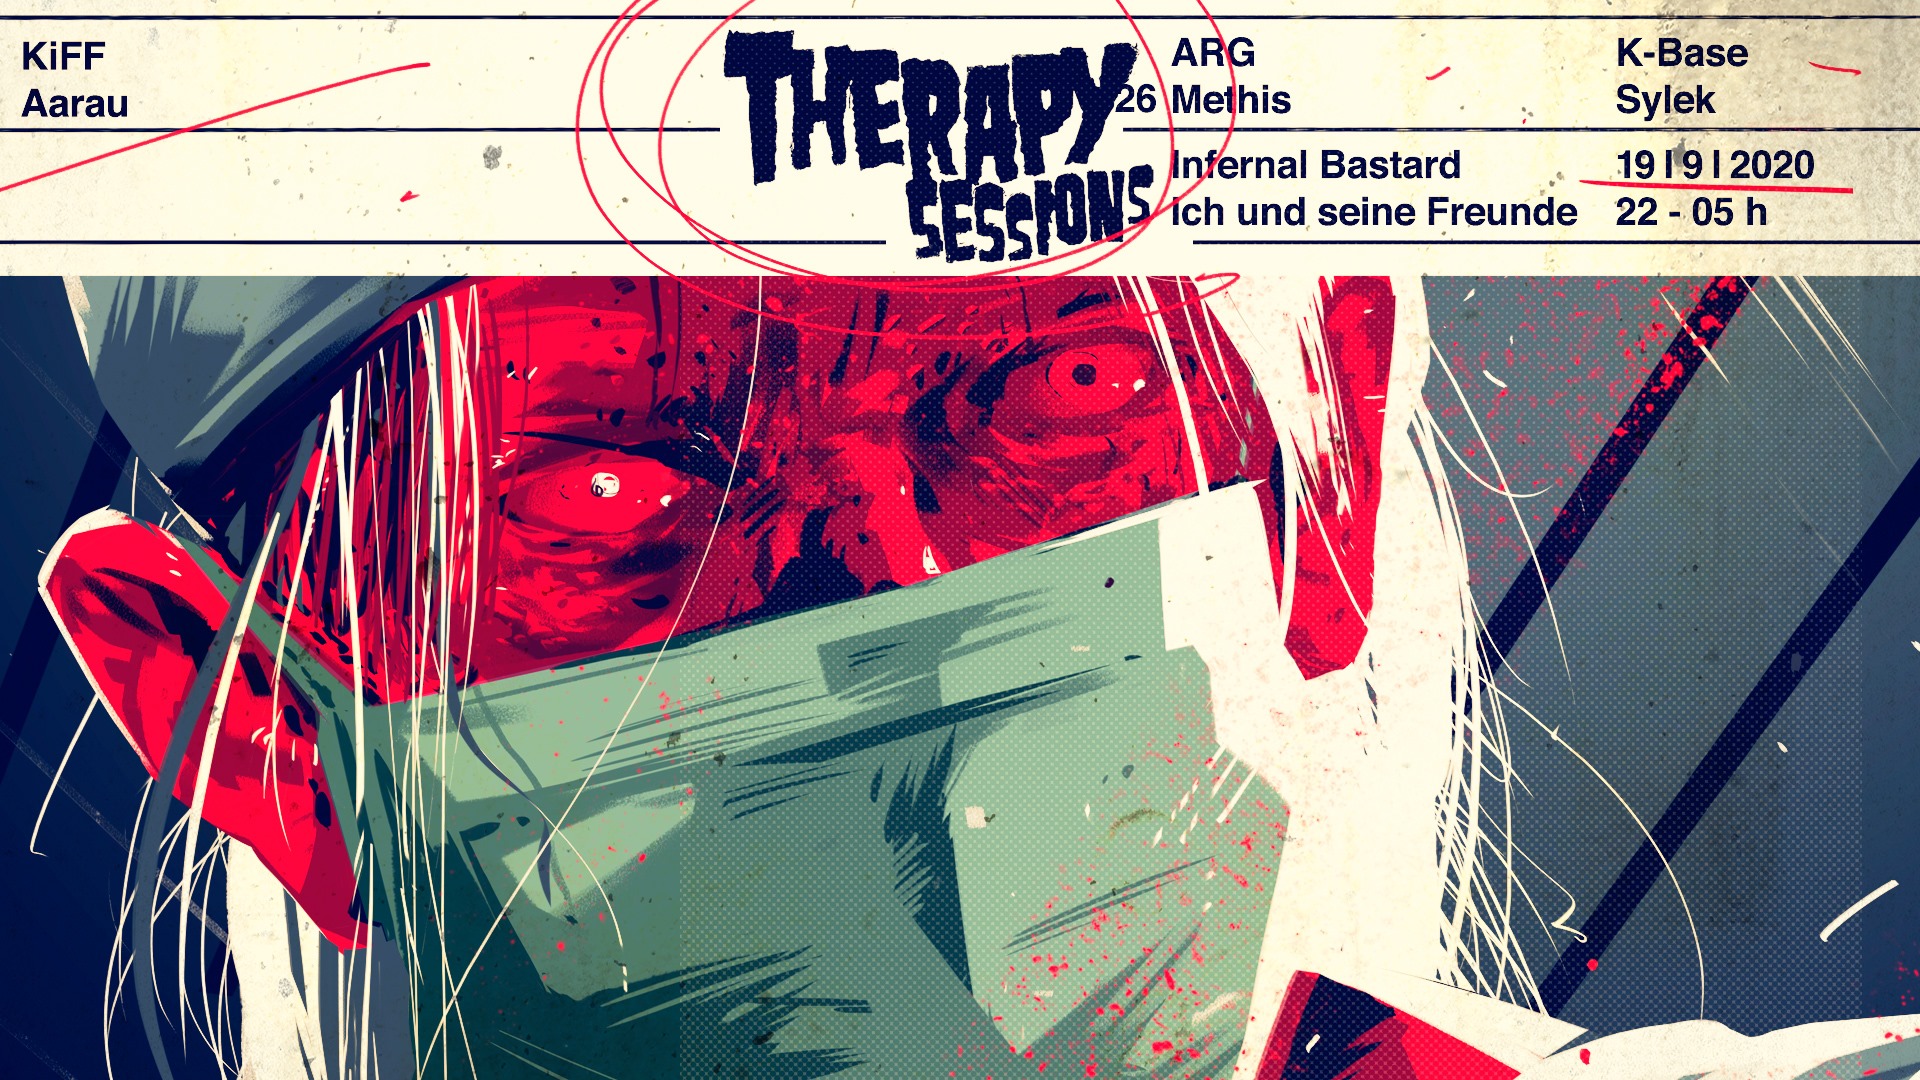 KiFF
Aarau
THERAPY
SESSIONS
26
ARG
Methis
Infernal Bastard
Ich und seine Freunde
K-Base
Sylek
19 | 9 | 2020
22 - 05 h